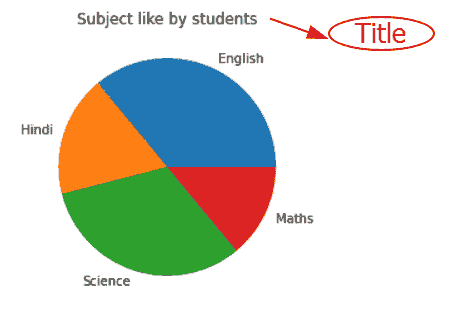 Subject like by students
Title
English
Hindi
Maths
Science